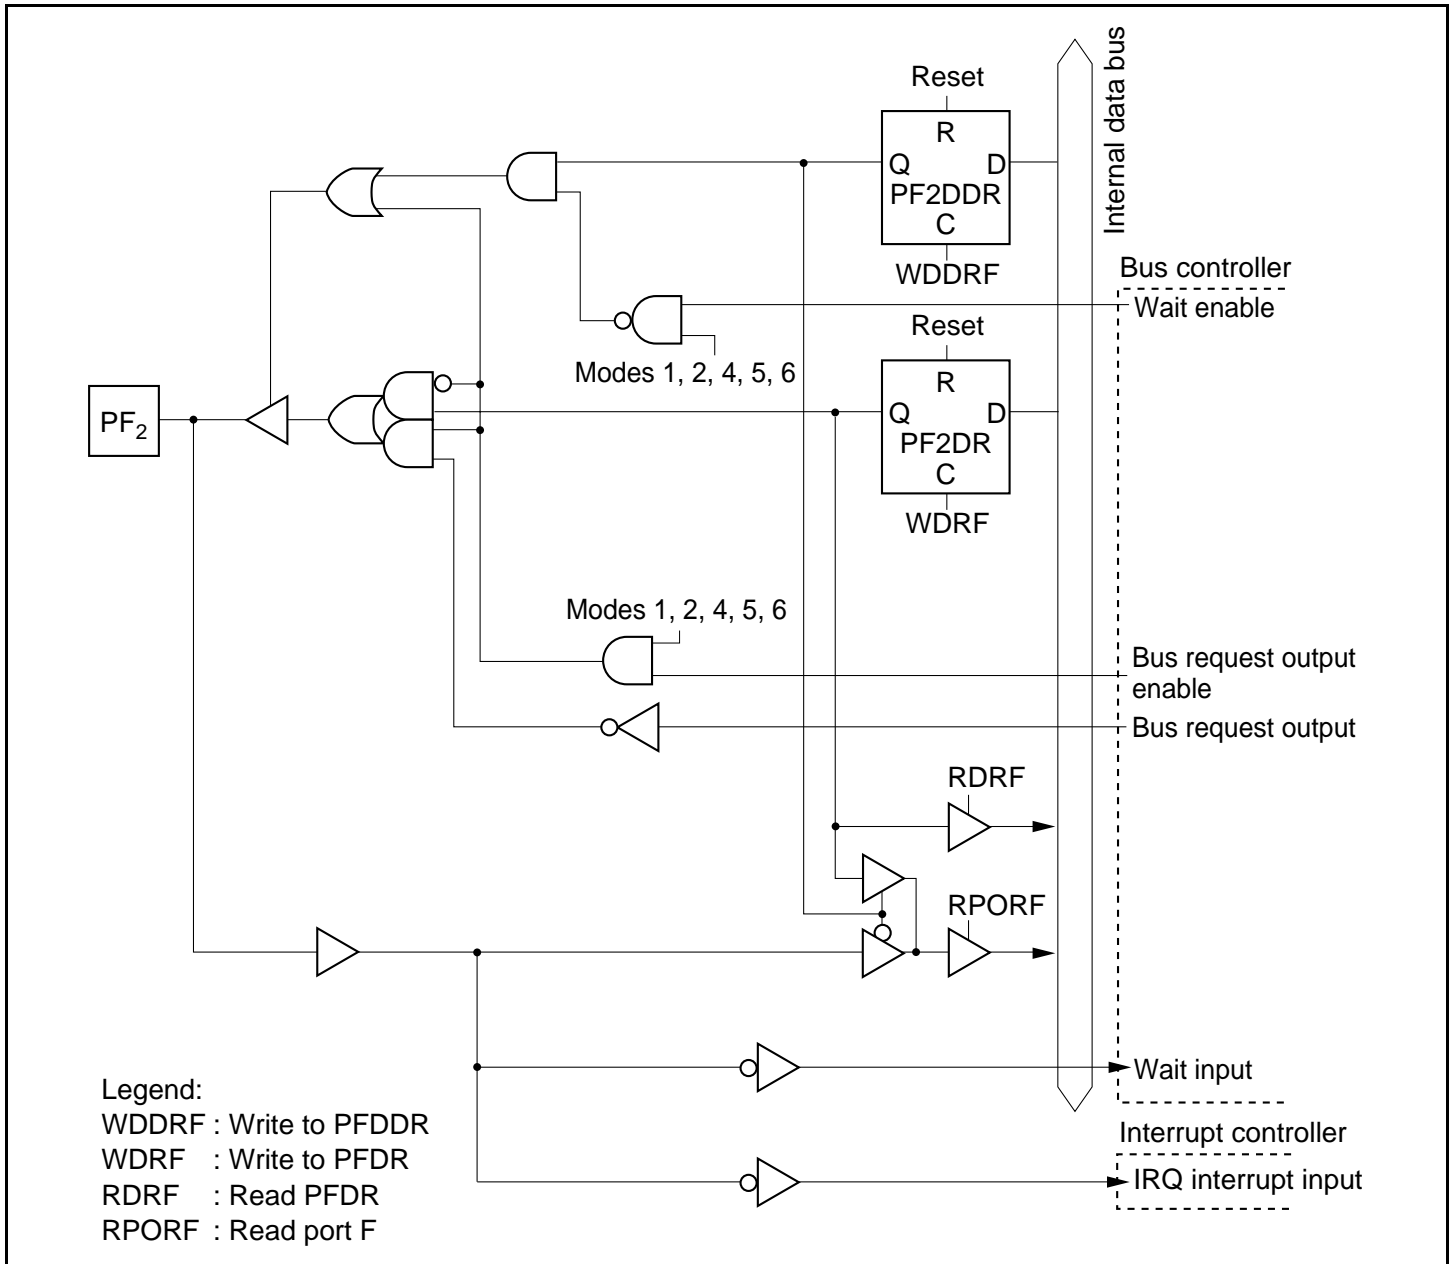 Reset
R
Q D
PF2DDR
C
WDDRF
Internal data bus
Bus controller
Wait enable
Modes 1, 2, 4, 5, 6
Reset
R
Q D
PF2DR
C
WDRF
PF2
Modes 1, 2, 4, 5, 6
Bus request output
enable
Bus request output
RDRF
RPORF
Wait input
Interrupt controller
IRQ interrupt input
Legend:
WDDRF : Write to PFDDR
WDRF : Write to PFDR
RDRF : Read PFDR
RPORF : Read port F